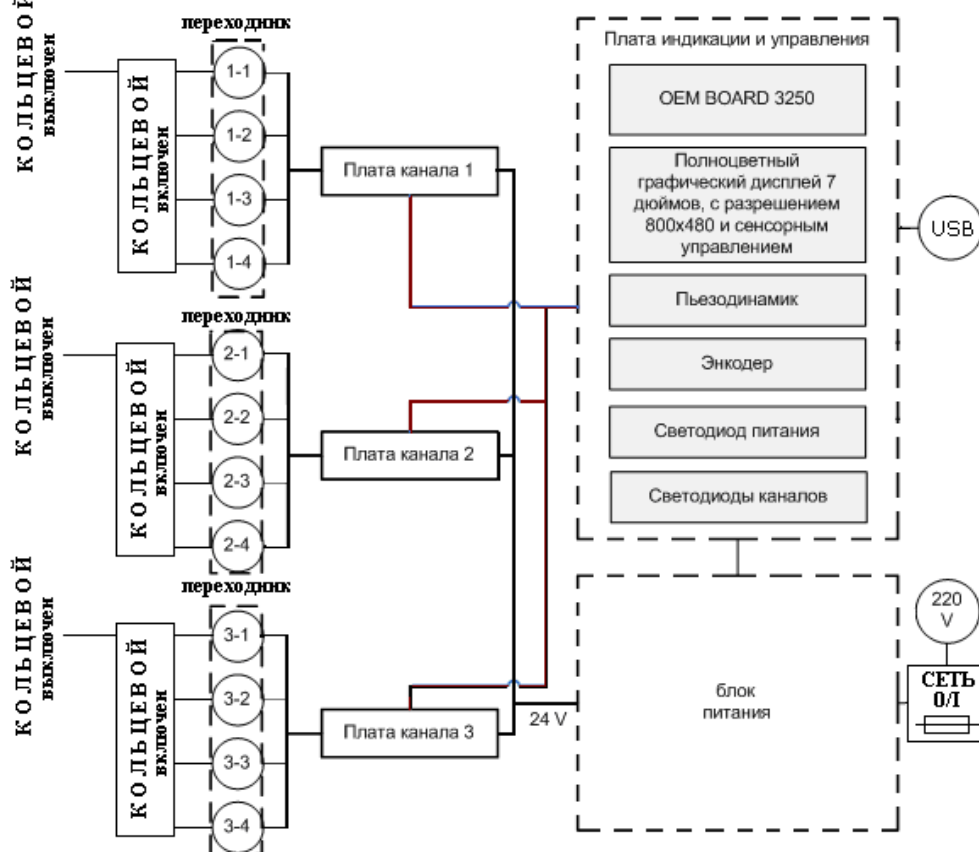 переходник
КОЛЬЦЕВОЙ
выключен
КОЛЬЦЕВОЙ
включен
1-1
1-2
1-3
1-4
Плата канала 1
переходник
КОЛЬЦЕВОЙ
выключен
КОЛЬЦЕВОЙ
включен
2-1
2-2
2-3
2-4
Плата канала 2
переходник
КОЛЬЦЕВОЙ
выключен
КОЛЬЦЕВОЙ
включен
3-1
3-2
3-3
3-4
Плата канала 3
24 V
Плата индикации и управления
OEM BOARD 3250
Полноцветный
графический дисплей 7
дюймов, с разрешением
800x480 и сенсорным
управлением
Пьезодинамик
Энкодер
Светодиод питания
Светодиоды каналов
USB
блок
питания
220
V
СЕТЬ
0/I